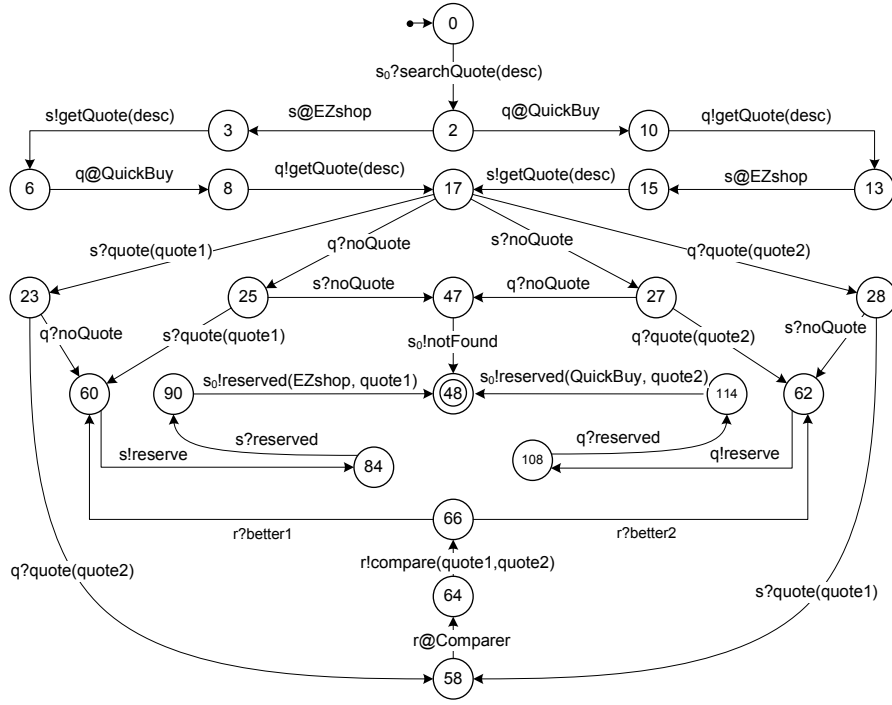 0
s₀?searchQuote(desc)
s!getQuote(desc)
3
s@EZshop
2
q@QuickBuy
10
q!getQuote(desc)
6
q@QuickBuy
8
q!getQuote(desc)
17
s!getQuote(desc)
15
s@EZshop
13
s?quote(quote1)
q?noQuote
s?noQuote
q?quote(quote2)
23
25
s?noQuote
47
q?noQuote
27
28
q?noQuote
s?quote(quote1)
s₀!notFound
q?quote(quote2)
s?noQuote
60
90
s₀!reserved(EZshop, quote1)
48
s₀!reserved(QuickBuy, quote2)
114
62
s?reserved
q?reserved
s!reserve
84
108
q!reserve
66
r?better1
r?better2
q?quote(quote2)
r!compare(quote1,quote2)
s?quote(quote1)
64
r@Comparer
58